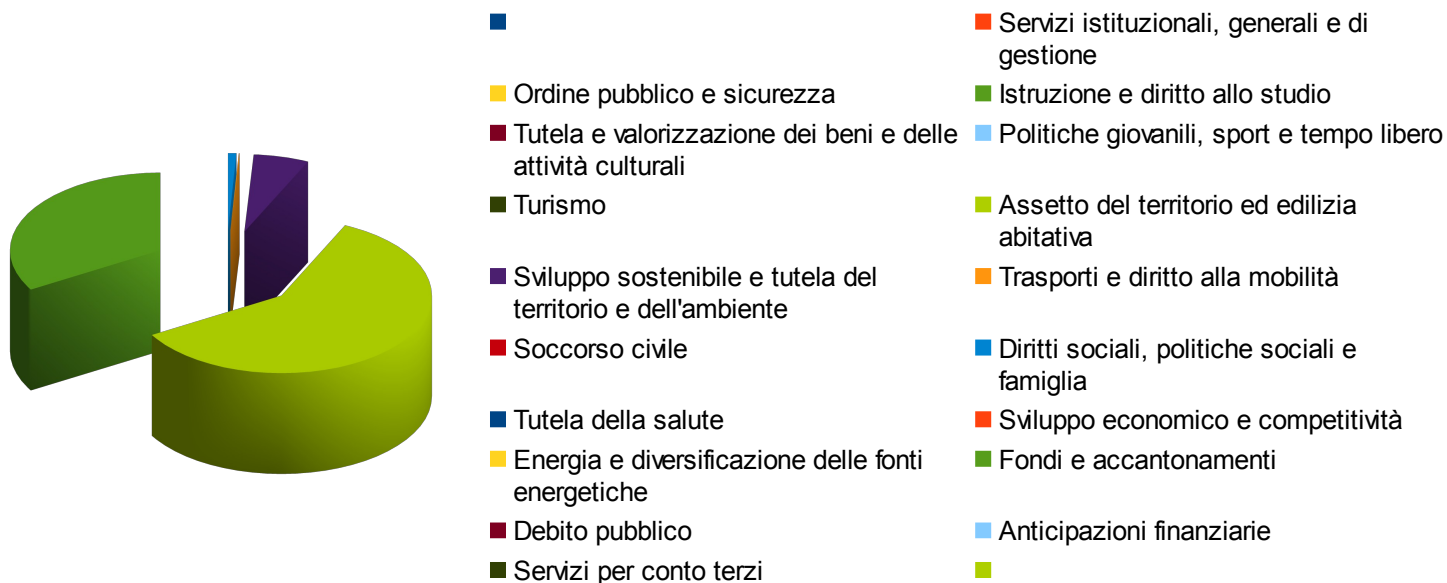 Servizi istituzionali, generali e di
gestione
Ordine pubblico e sicurezza
Istruzione e diritto allo studio
Tutela e valorizzazione dei beni e delle
attività culturali
Politiche giovanili, sport e tempo libero
Turismo
Assetto del territorio ed edilizia
abitativa
Sviluppo sostenibile e tutela del
territorio e dell'ambiente
Trasporti e diritto alla mobilità
Soccorso civile
Diritti sociali, politiche sociali e
famiglia
Tutela della salute
Sviluppo economico e competitività
Energia e diversificazione delle fonti
energetiche
Fondi e accantonamenti
Debito pubblico
Anticipazioni finanziarie
Servizi per conto terzi